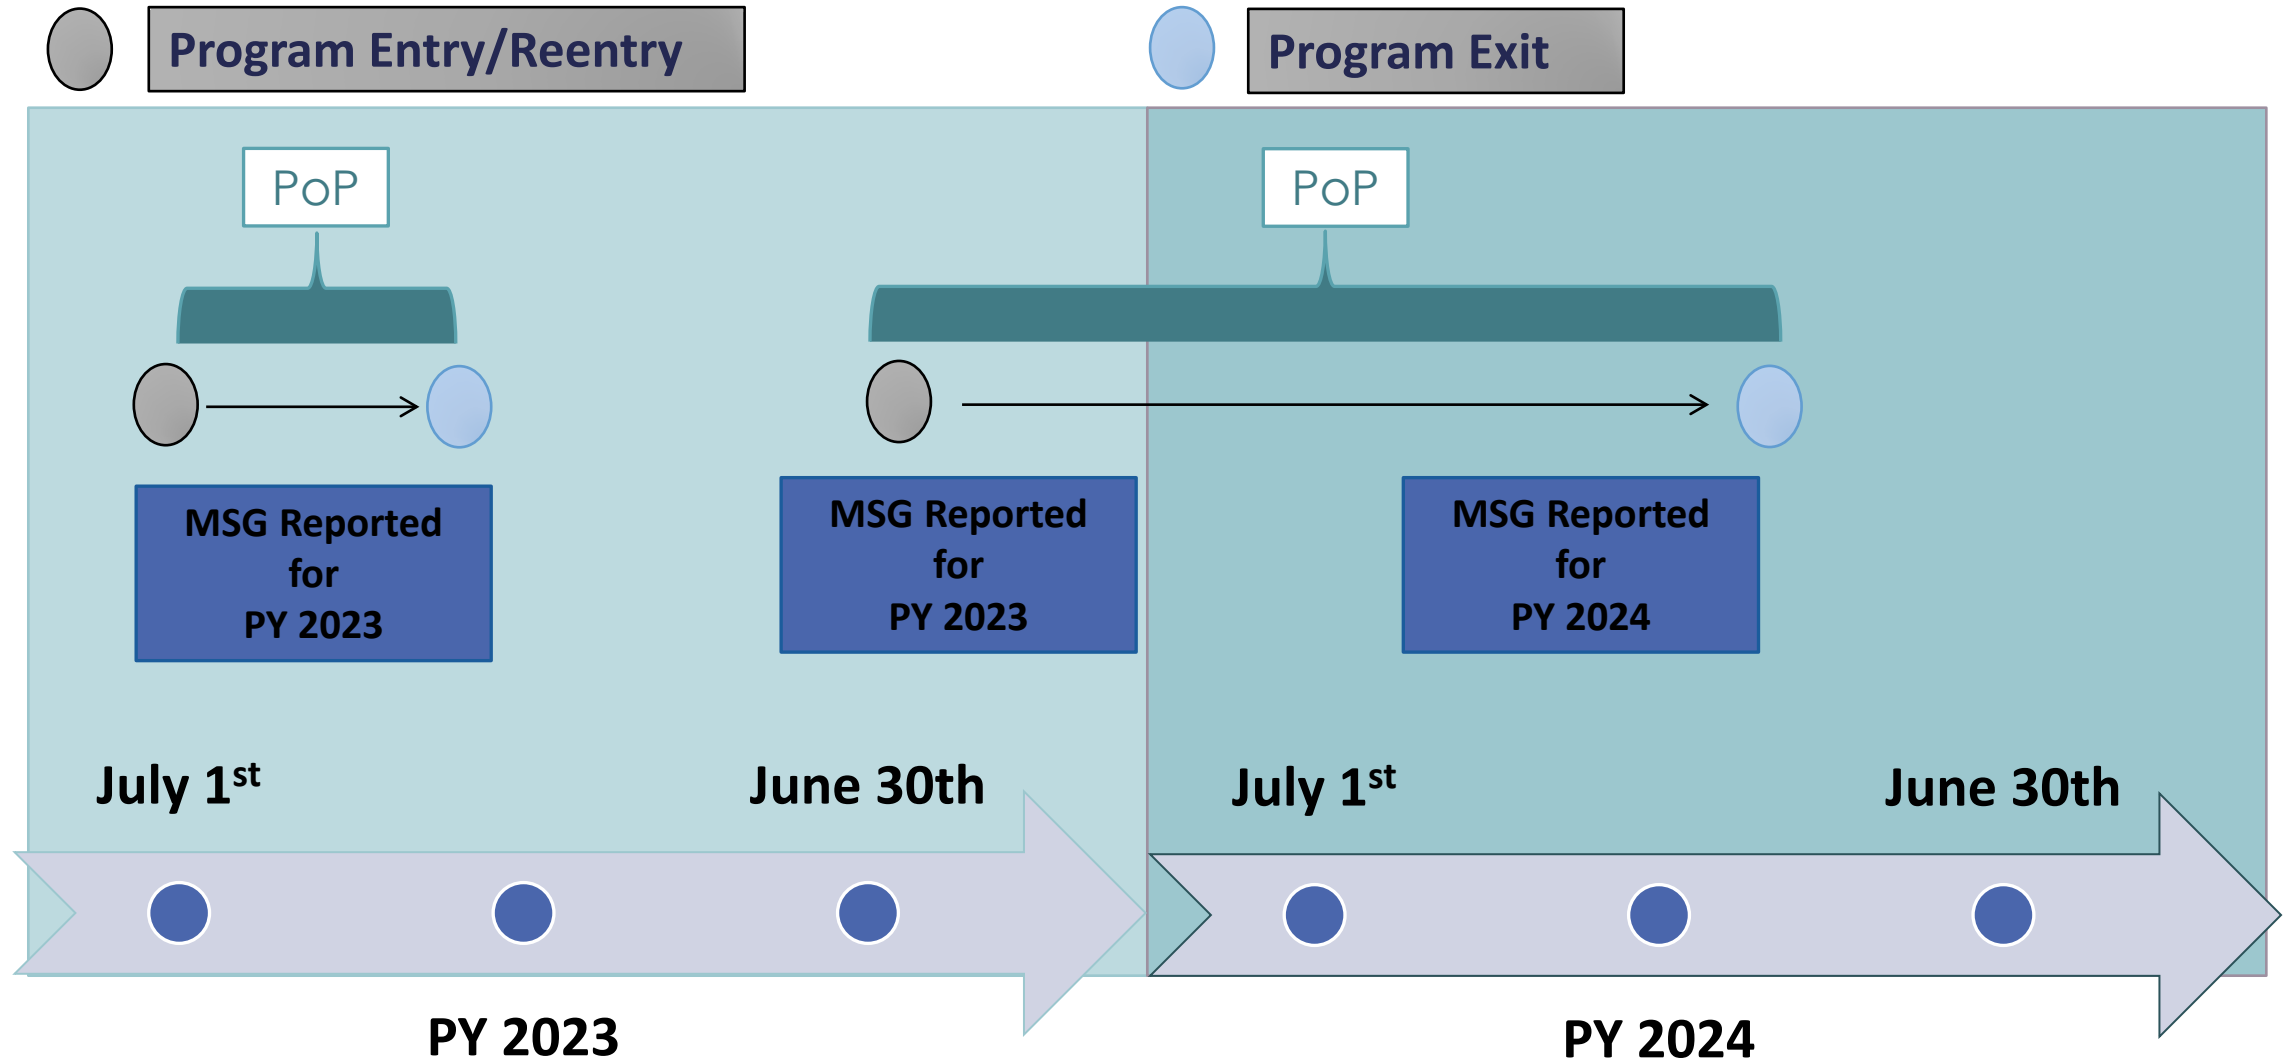 Program Entry/Reentry
Program Exit
PoP
PoP
MSG Reported
for
PY 2023
MSG Reported
for
PY 2023
MSG Reported
for
PY 2024
July 1st
June 30th
July 1st
June 30th
PY 2023
PY 2024